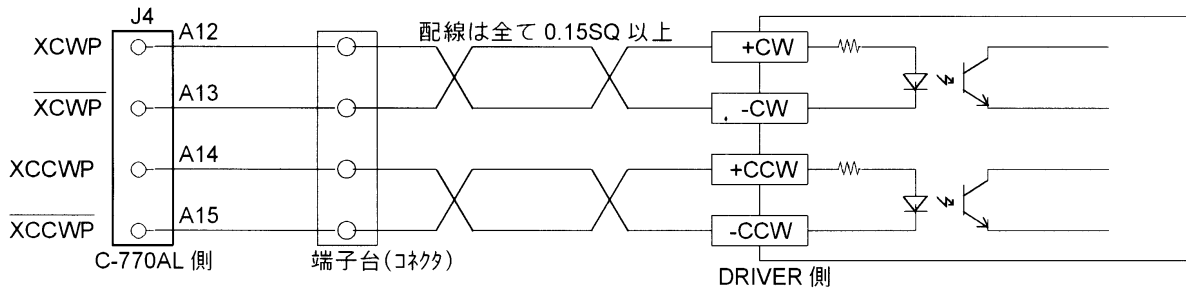 J4
XCWP
A12
配線は全て 0.15SQ 以上
+CW
XCWP
A13
-CW
XCCWP
A14
+CCW
XCCWP
A15
-CCW
C-770AL 側
端子台(コネクタ)
DRIVER 側